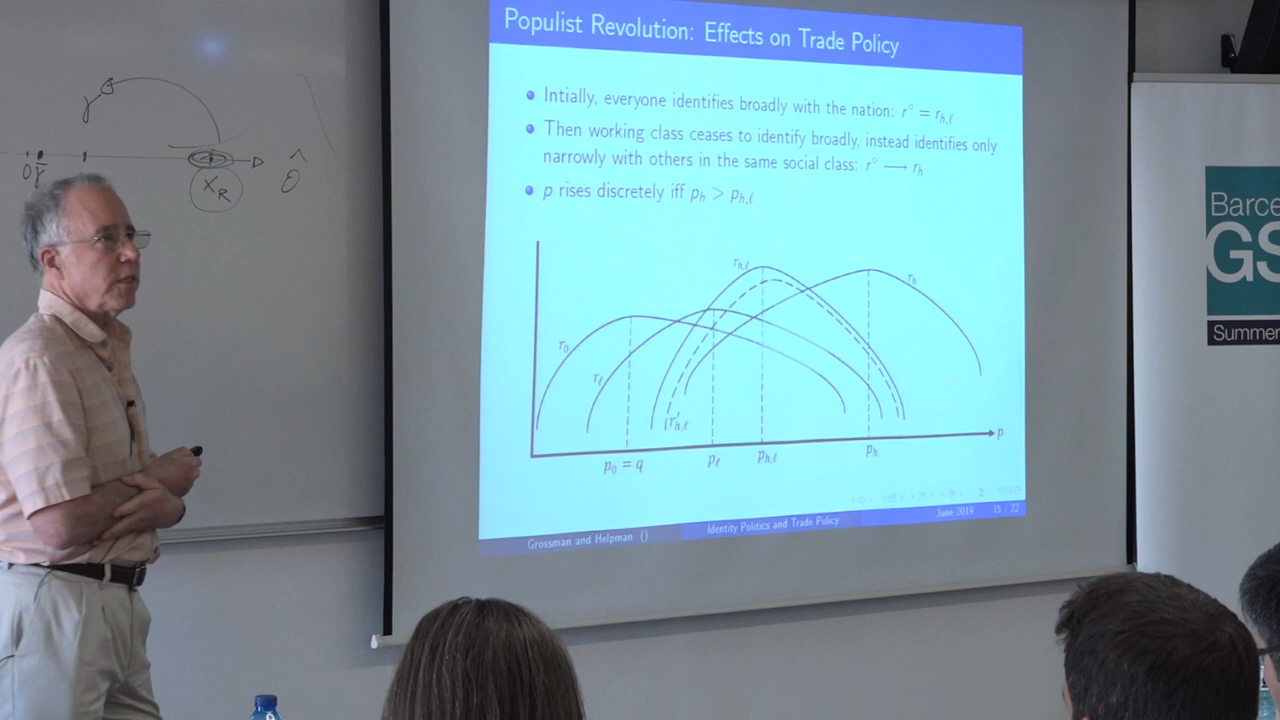 Populist Revolution: Effects on Trade Policy
Intially, everyone identifies broadly with the nation: r° = r_{h,ℓ}
Then working class ceases to identify broadly, instead identifies only
narrowly with others in the same social class: r° ⟶ r_h
p rises discretely iff p_h > p_{h,ℓ}
r_{h,ℓ}
r_h
r_0
r_ℓ
r'_{h,ℓ}
p
p_0 = q
p_ℓ
p_{h,ℓ}
p_h
Grossman and Helpman ()
Identity Politics and Trade Policy
June 2019
15 / 22
γ
0
X_R
Barce
GS
Summer